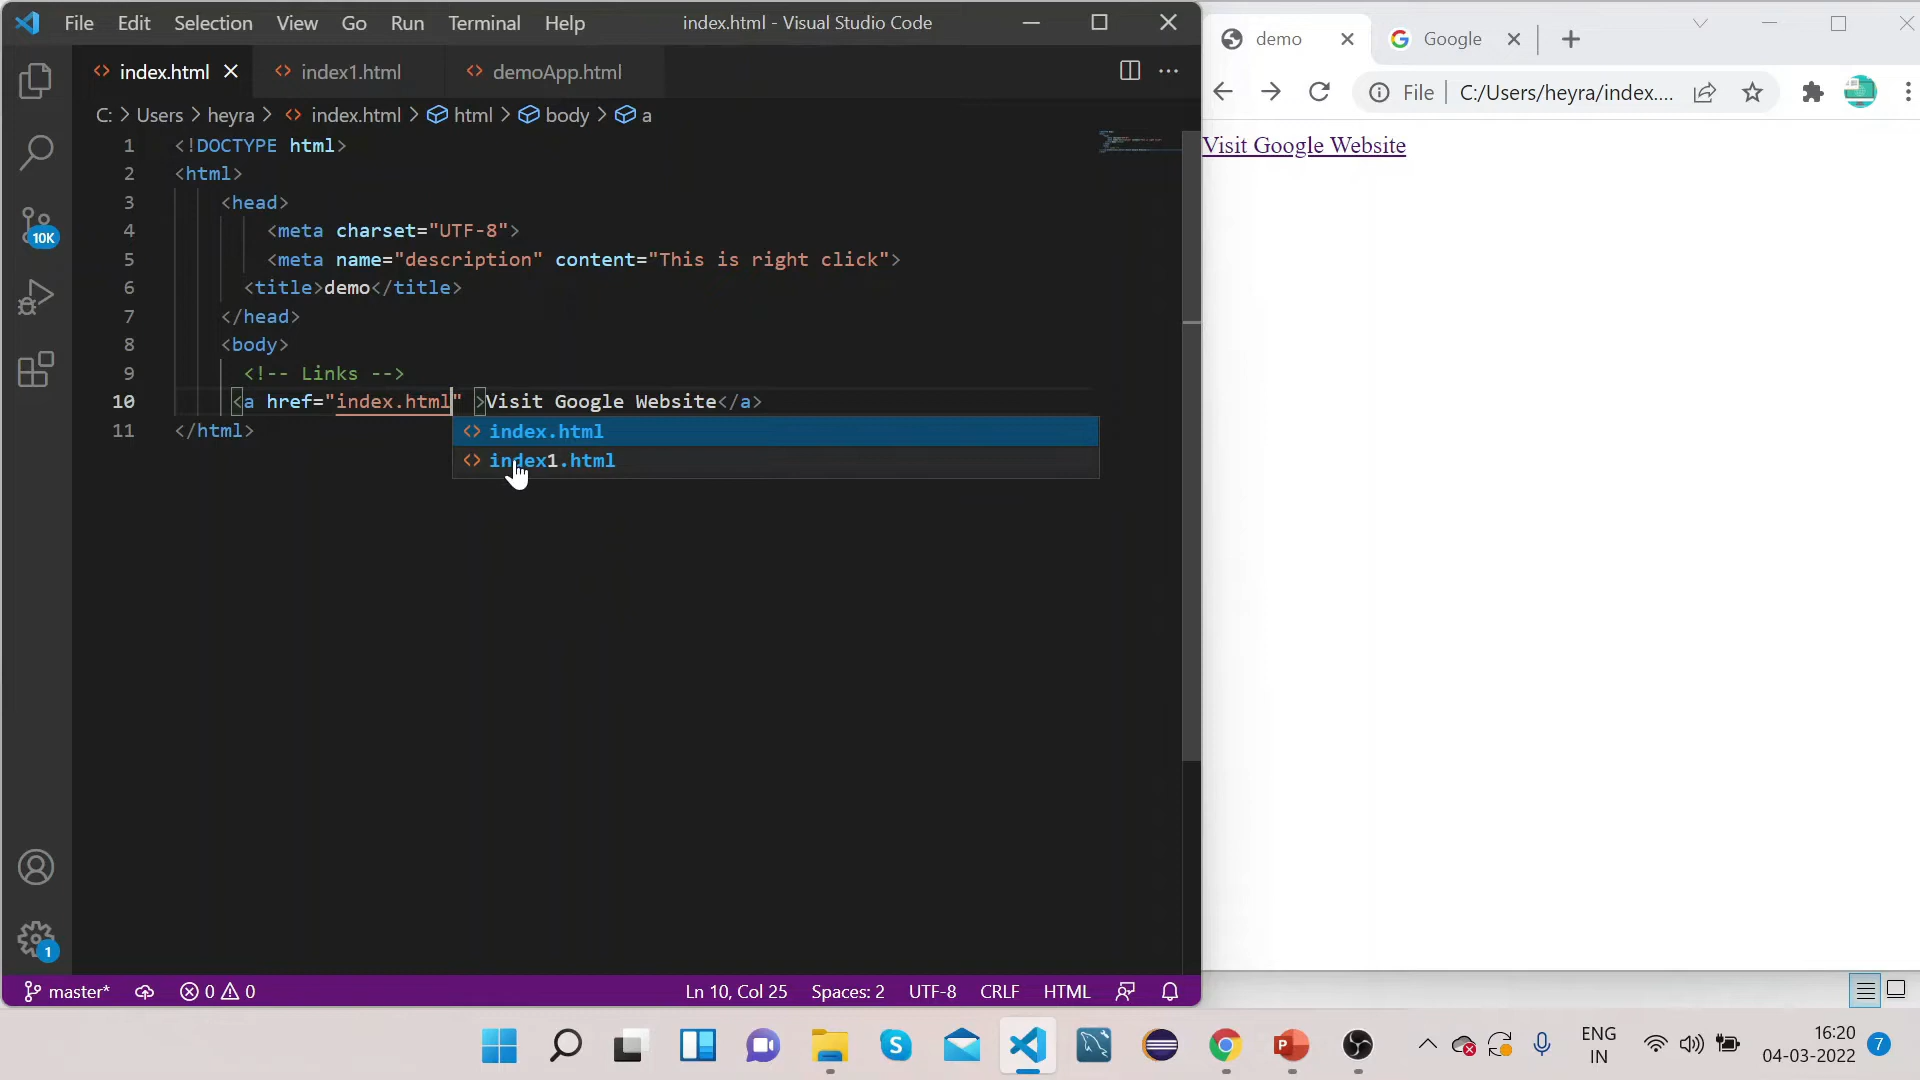 File Edit Selection View Go Run Terminal Help index.html - Visual Studio Code
index.html index1.html demoApp.html
C: > Users > heyra > index.html > html > body > a
1 <!DOCTYPE html>
2 <html>
3 <head>
4 <meta charset="UTF-8">
5 <meta name="description" content="This is right click">
6 <title>demo</title>
7 </head>
8 <body>
9 <!-- Links -->
10 <a href="index.html" >Visit Google Website</a>
index.html
11 </html>
index1.html
10K
1
master* 0 0 Ln 10, Col 25 Spaces: 2 UTF-8 CRLF HTML
demo Google
File C:/Users/heyra/index....
Visit Google Website
ENG
IN
16:20
04-03-2022
7